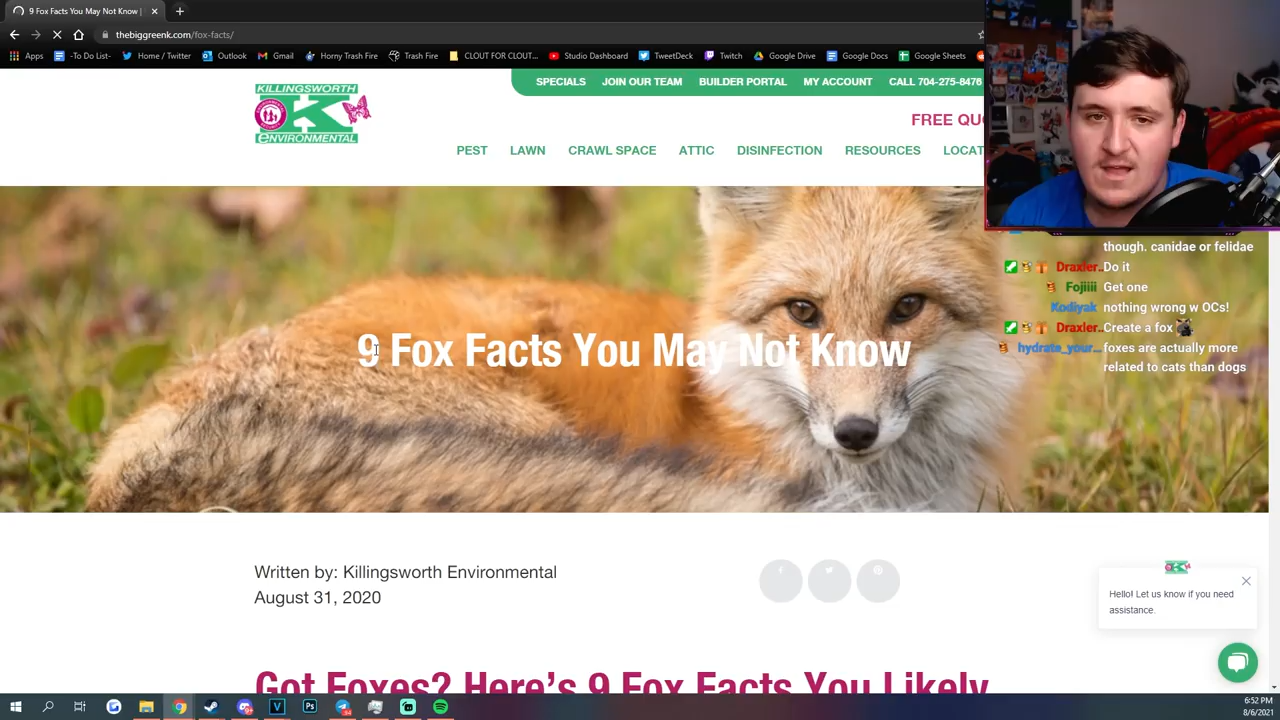 9 Fox Facts You May Not Know |
thebiggreenk.com/fox-facts/
Apps
-To Do List-
Home / Twitter
Outlook
Gmail
Horny Trash Fire
Trash Fire
CLOUT FOR CLOUT...
Studio Dashboard
TweetDeck
Twitch
Google Drive
Google Docs
Google Sheets
SPECIALS
JOIN OUR TEAM
BUILDER PORTAL
MY ACCOUNT
CALL 704-275-8476
KILLINGSWORTH
K
ENVIRONMENTAL
FREE QU
PEST
LAWN
CRAWL SPACE
ATTIC
DISINFECTION
RESOURCES
LOCAT
though. canidae or felidae
Draxler.. Do it
Fojiiii Get one
Kodiyak nothing wrong w OCs!
Draxler.. Create a fox
hydrate_your... foxes are actually more
related to cats than dogs
9 Fox Facts You May Not Know
Written by: Killingsworth Environmental
August 31, 2020
Hello! Let us know if you need
assistance.
Got Foxes? Here's 9 Fox Facts You Likely
6:52 PM
8/6/2021